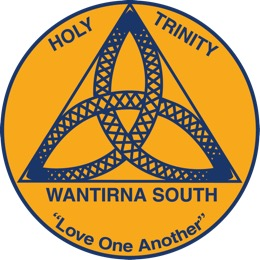 HOLY TRINITY
WANTIRNA SOUTH
"Love One Another"